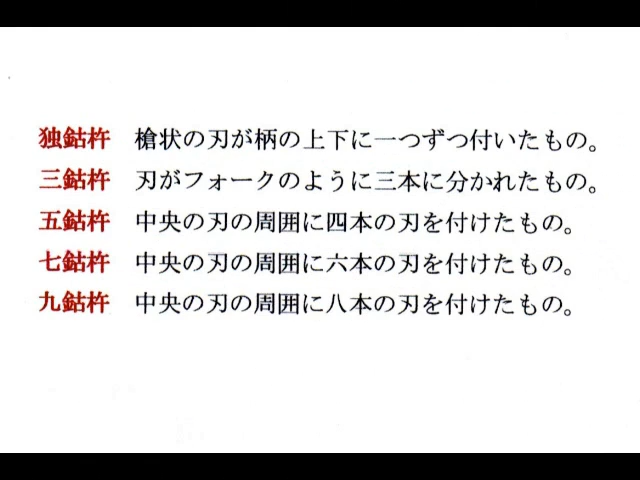 独鈷杵 槍状の刃が柄の上下に一つずつ付いたもの。
三鈷杵 刃がフォークのように三本に分かれたもの。
五鈷杵 中央の刃の周囲に四本の刃を付けたもの。
七鈷杵 中央の刃の周囲に六本の刃を付けたもの。
九鈷杵 中央の刃の周囲に八本の刃を付けたもの。